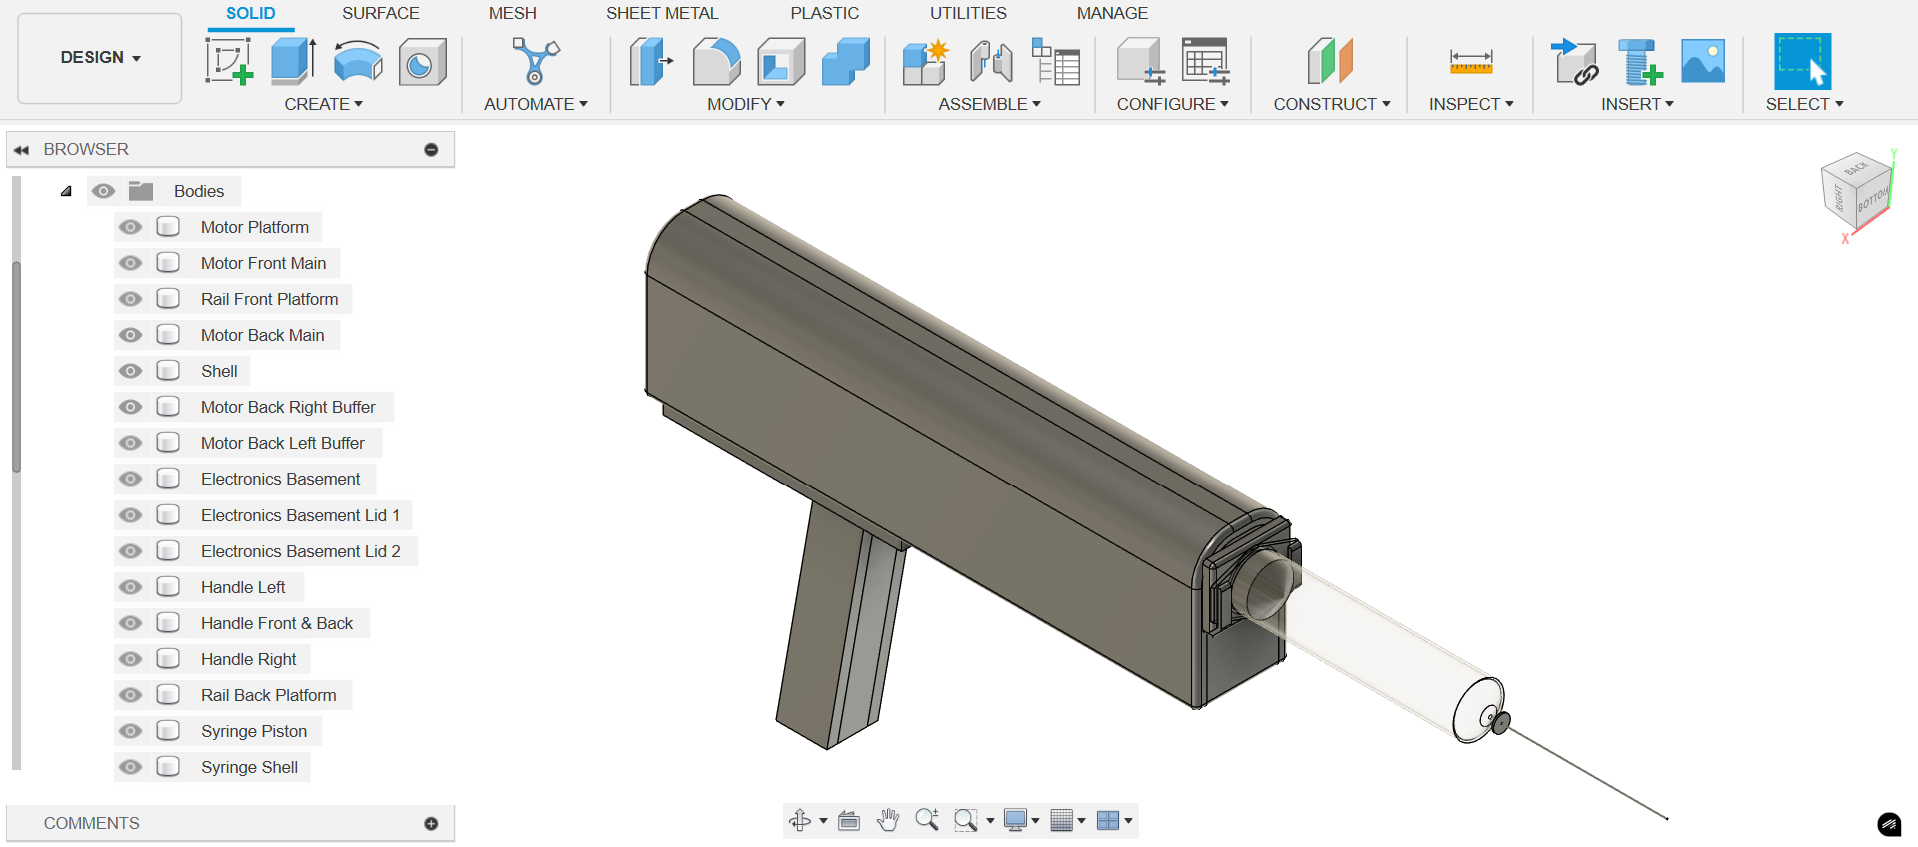 SOLID SURFACE MESH SHEET METAL PLASTIC UTILITIES MANAGE
DESIGN
CREATE AUTOMATE MODIFY ASSEMBLE CONFIGURE CONSTRUCT INSPECT INSERT SELECT
BROWSER
Bodies
Motor Platform
Motor Front Main
Rail Front Platform
Motor Back Main
Shell
Motor Back Right Buffer
Motor Back Left Buffer
Electronics Basement
Electronics Basement Lid 1
Electronics Basement Lid 2
Handle Left
Handle Front & Back
Handle Right
Rail Back Platform
Syringe Piston
Syringe Shell
COMMENTS
Y
BACK
RIGHT
BOTTOM
X